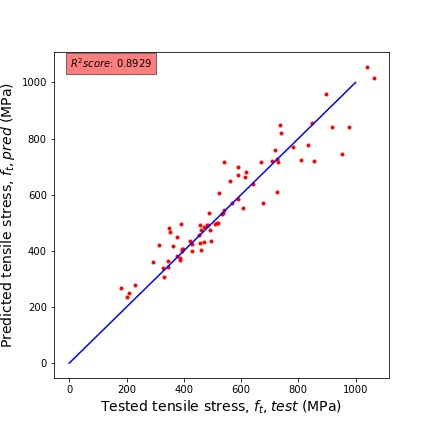 R²score: 0.8929
Predicted tensile stress, fₜ, pred (MPa)
1000
800
600
400
200
0
0 200 400 600 800 1000
Tested tensile stress, fₜ, test (MPa)